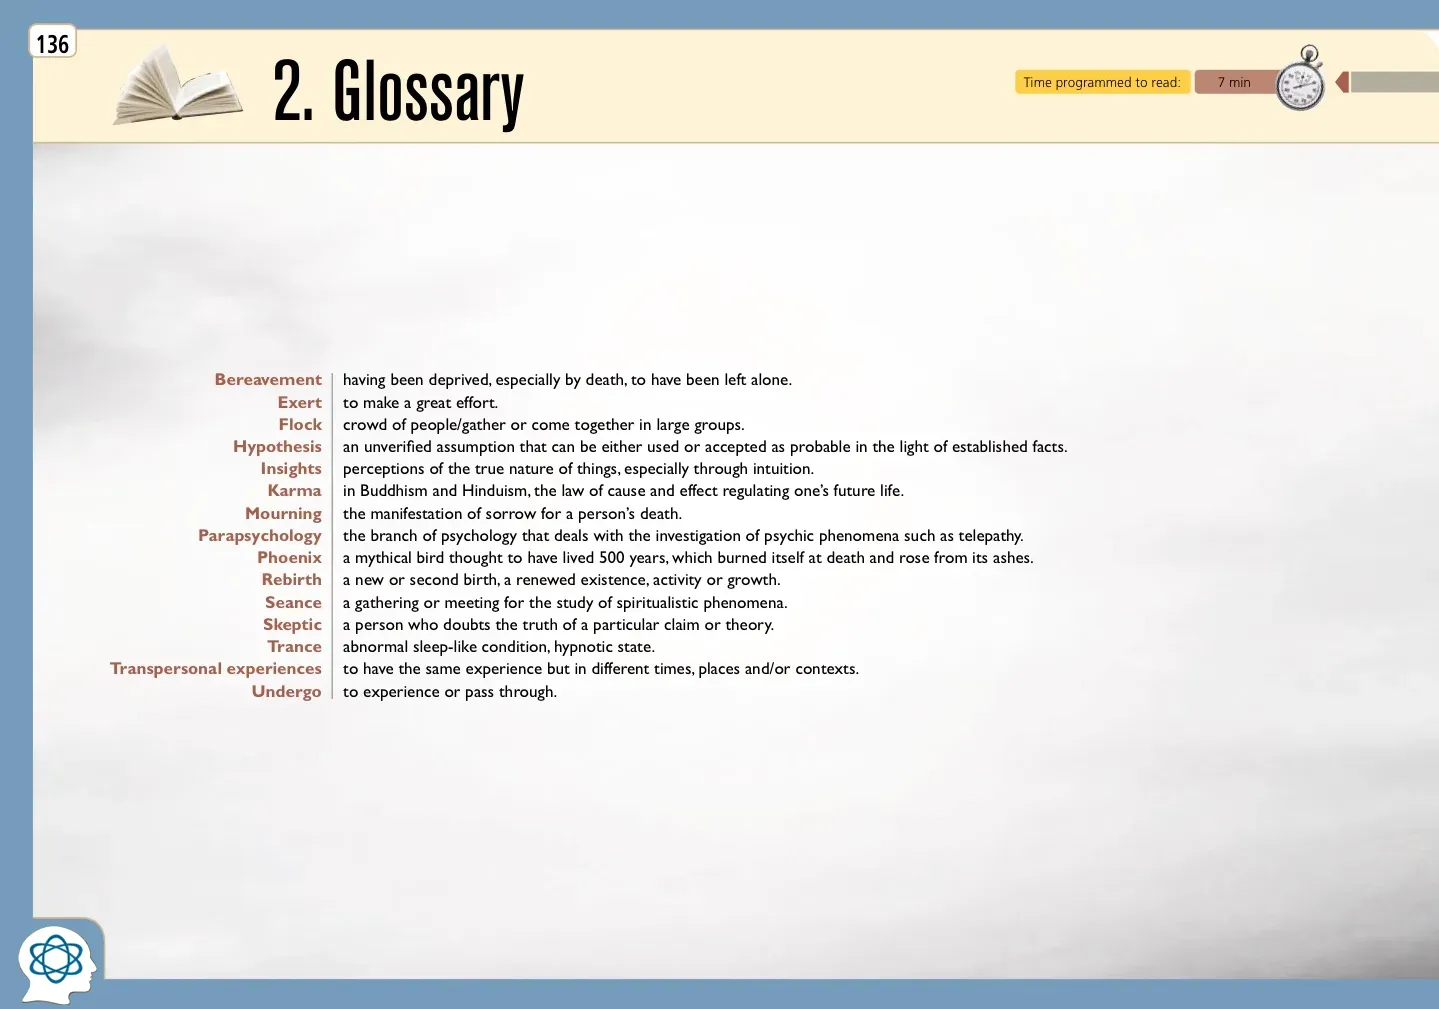 136
2. Glossary
Time programmed to read: 7 min
Bereavement having been deprived, especially by death, to have been left alone.
Exert to make a great effort.
Flock crowd of people/gather or come together in large groups.
Hypothesis an unverified assumption that can be either used or accepted as probable in the light of established facts.
Insights perceptions of the true nature of things, especially through intuition.
Karma in Buddhism and Hinduism, the law of cause and effect regulating one's future life.
Mourning the manifestation of sorrow for a person's death.
Parapsychology the branch of psychology that deals with the investigation of psychic phenomena such as telepathy.
Phoenix a mythical bird thought to have lived 500 years, which burned itself at death and rose from its ashes.
Rebirth a new or second birth, a renewed existence, activity or growth.
Seance a gathering or meeting for the study of spiritualistic phenomena.
Skeptic a person who doubts the truth of a particular claim or theory.
Trance abnormal sleep-like condition, hypnotic state.
Transpersonal experiences to have the same experience but in different times, places and/or contexts.
Undergo to experience or pass through.